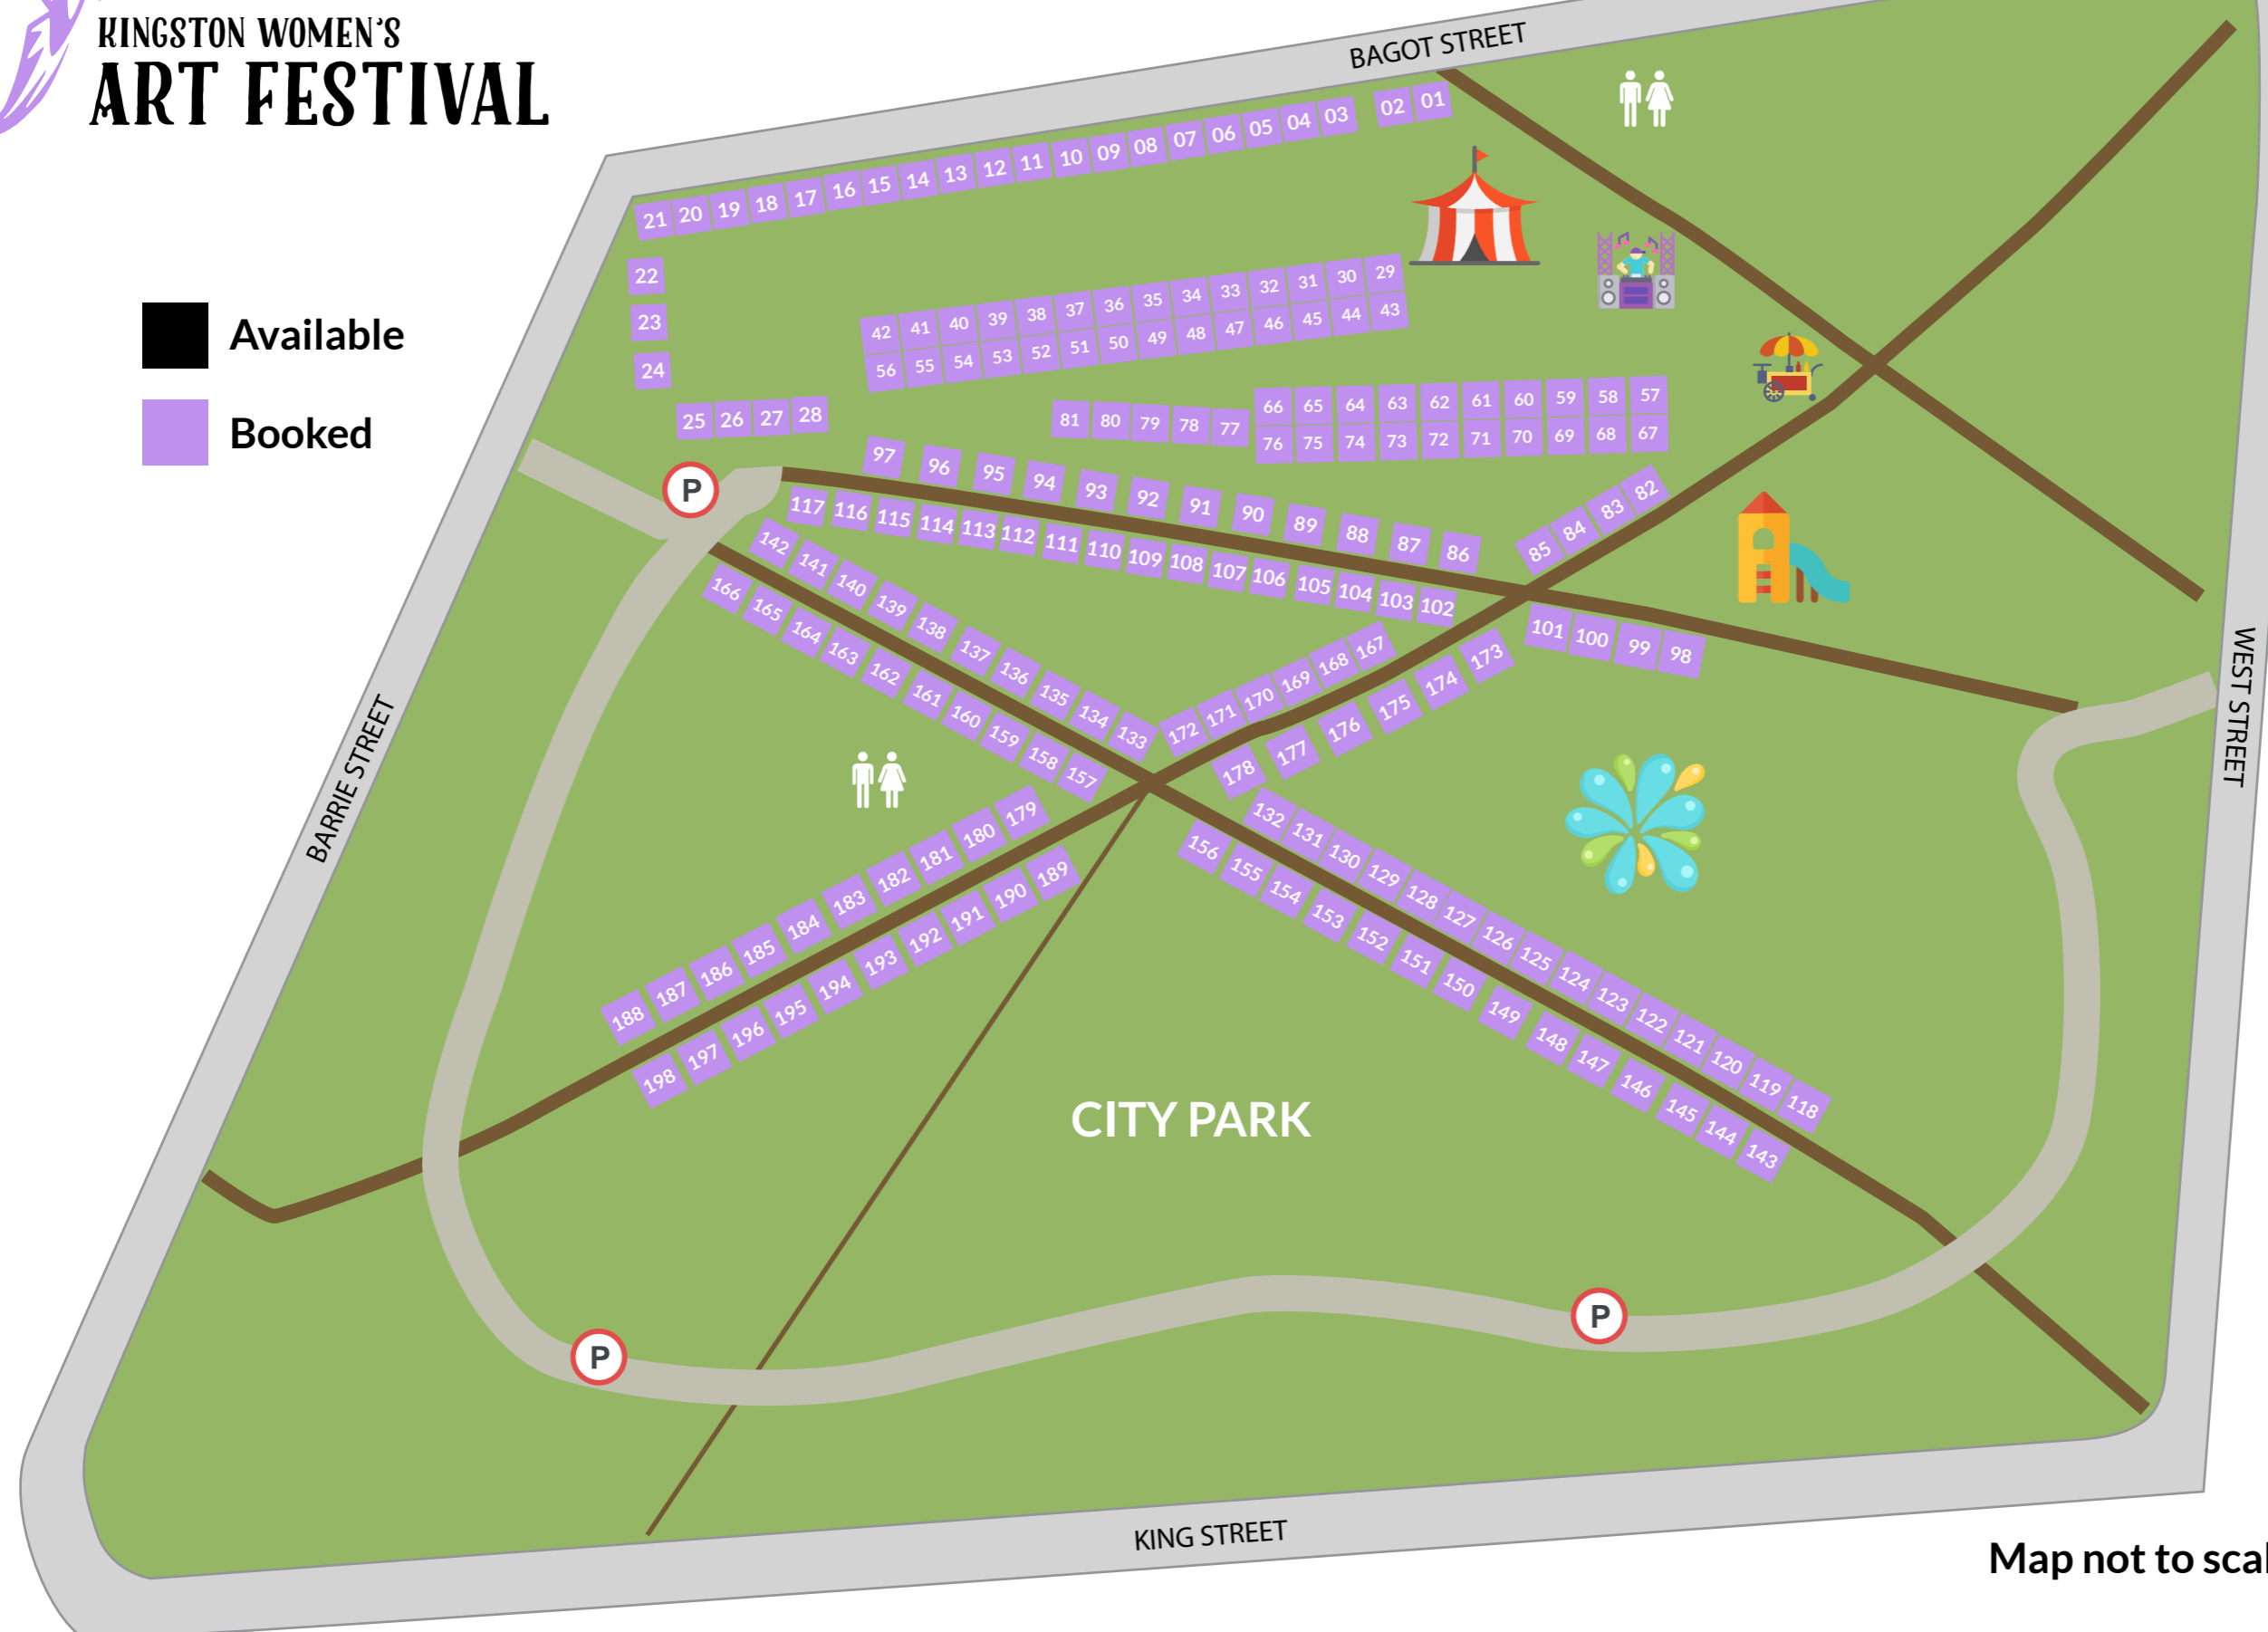 KINGSTON WOMEN'S
ART FESTIVAL
Available
Booked
BAGOT STREET
21 20 19 18 17 16 15 14 13 12 11 10 09 08 07 06 05 04 03 02 01
22
23
24
25 26 27 28
42 41 40 39 38 37 36 35 34 33 32 31 30 29
56 55 54 53 52 51 50 49 48 47 46 45 44 43
81 80 79 78 77
66 65 64 63 62 61 60 59 58 57
76 75 74 73 72 71 70 69 68 67
P
97 96 95 94 93 92 91 90 89 88 87 86
85 84 83 82
117 116 115 114 113 112 111 110 109 108 107 106 105 104 103 102
101 100 99 98
142 141 140 139 138 137 136 135 134 133
166 165 164 163 162 161 160 159 158 157
172 171 170 169 168 167
178 177 176 175 174 173
BARRIE STREET
WEST STREET
188 187 186 185 184 183 182 181 180 179
198 197 196 195 194 193 192 191 190 189
132 131 130 129 128 127 126 125 124 123 122 121 120 119 118
156 155 154 153 152 151 150 149 148 147 146 145 144 143
CITY PARK
P
P
KING STREET
Map not to scal